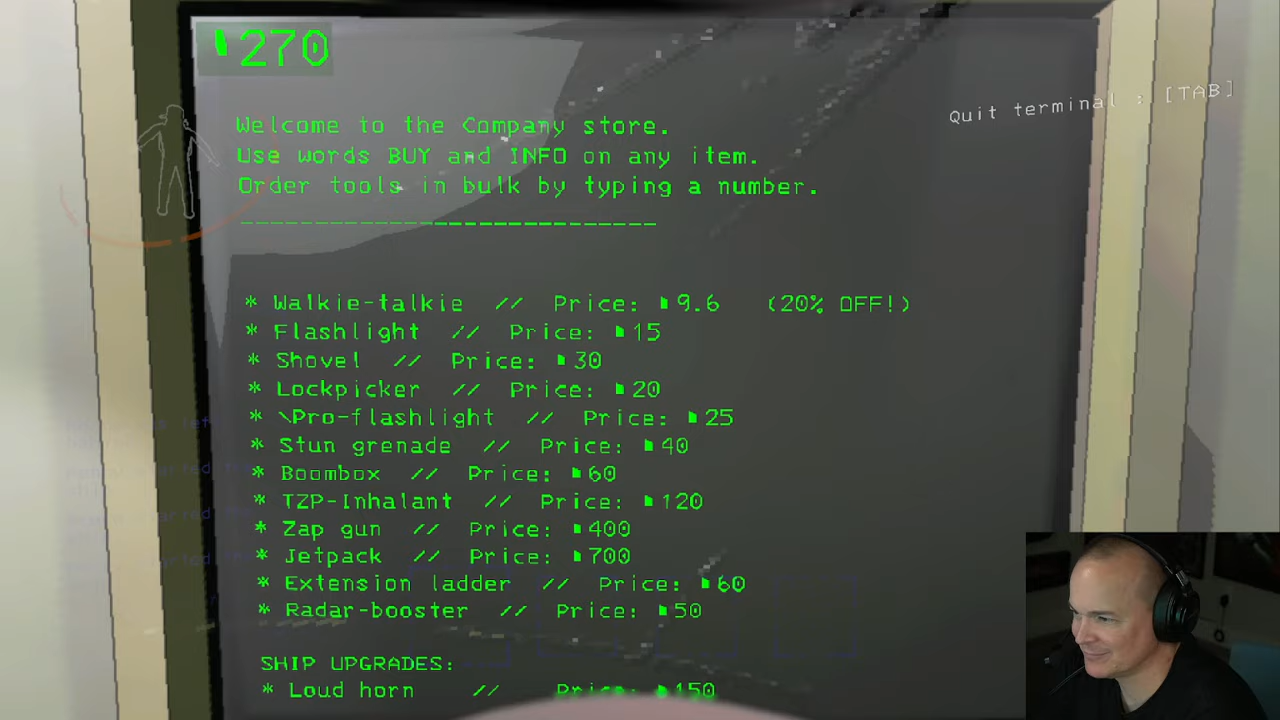 ▮270
Quit terminal : [TAB]
Welcome to the Company store.
Use words BUY and INFO on any item.
Order tools in bulk by typing a number.
----------------------------
* Walkie-talkie // Price: ▮9.6 (20% OFF!)
* Flashlight // Price: ▮15
* Shovel // Price: ▮30
* Lockpicker // Price: ▮20
* \Pro-flashlight // Price: ▮25
* Stun grenade // Price: ▮40
* Boombox // Price: ▮60
* TZP-Inhalant // Price: ▮120
* Zap gun // Price: ▮400
* Jetpack // Price: ▮700
* Extension ladder // Price: ▮60
* Radar-booster // Price: ▮50
SHIP UPGRADES:
* Loud horn // Price: ▮150